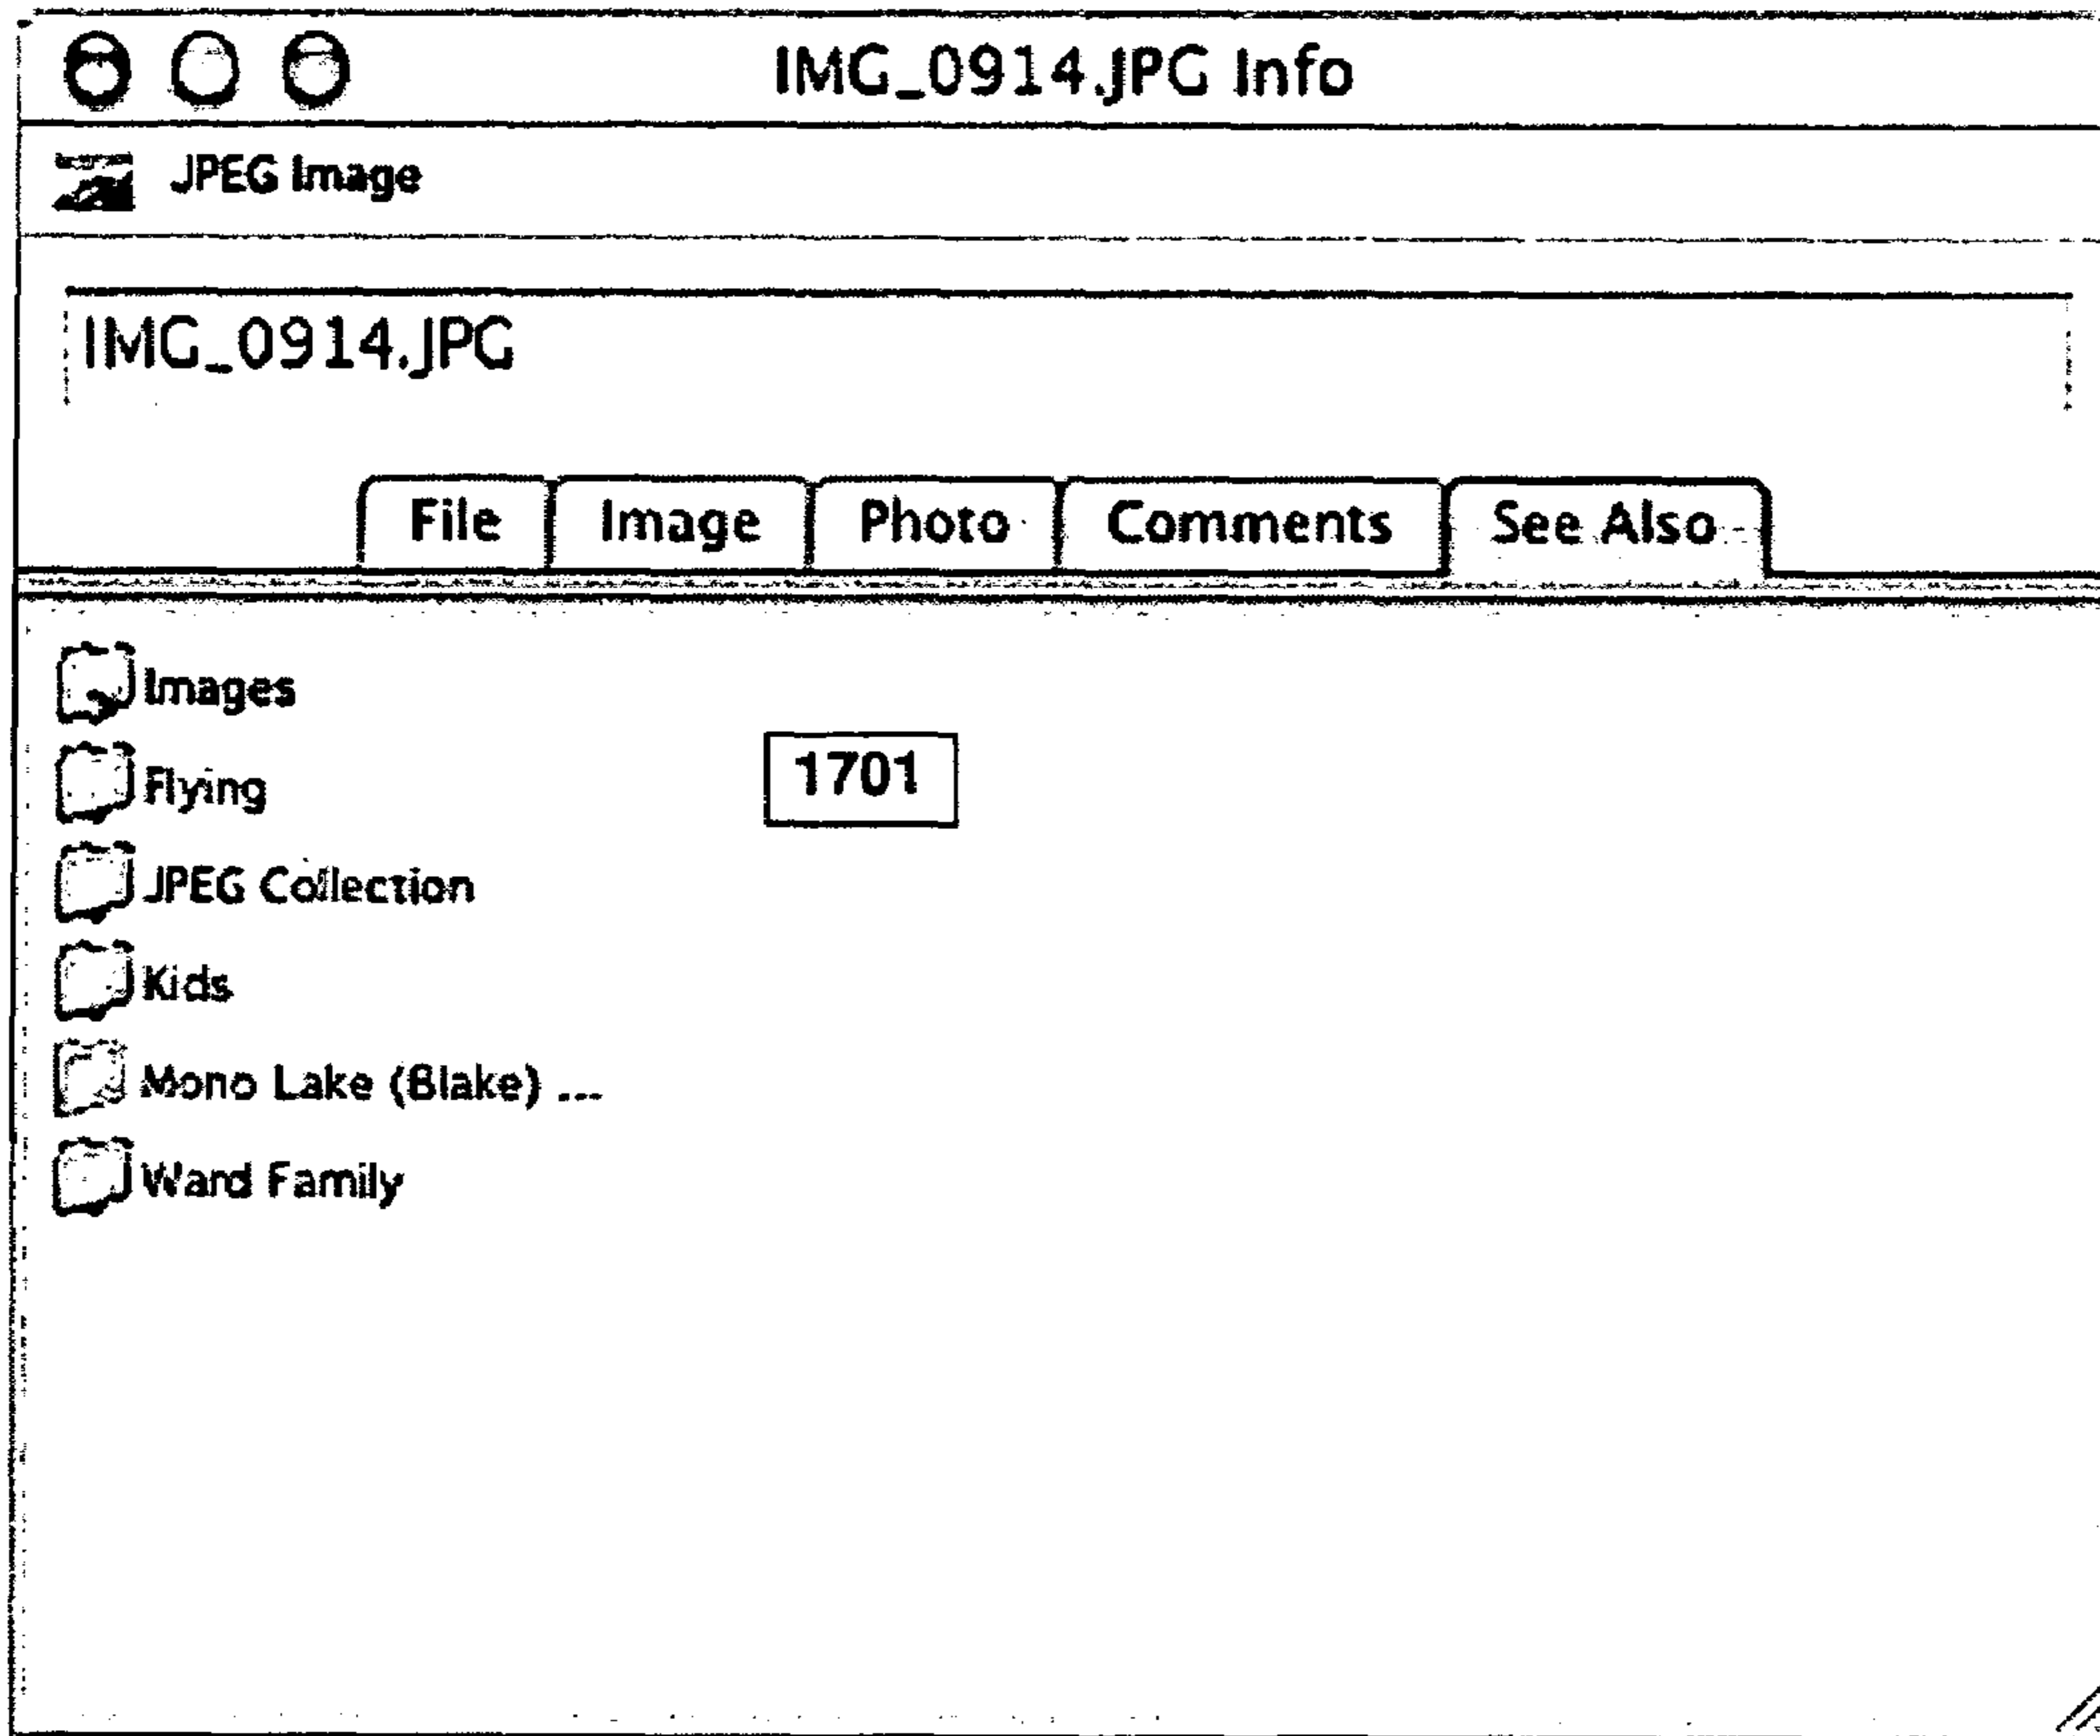 IMG_0914.JPG Info
JPEG Image
IMG_0914.JPG
File Image Photo Comments See Also
Images
Flying
1701
JPEG Collection
Kids
Mono Lake (Blake) ...
Ward Family